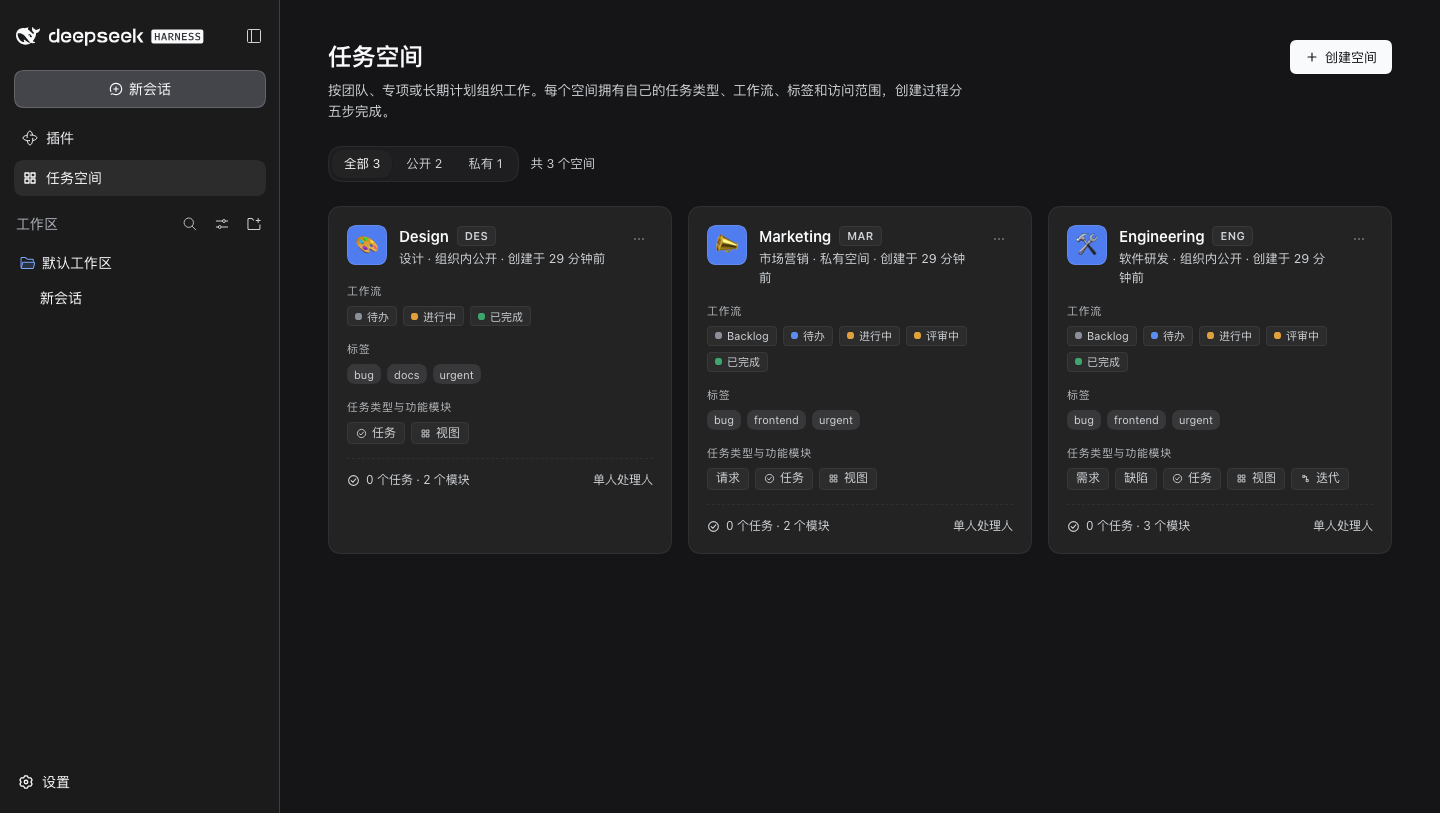 deepseek HARNESS
新会话
插件
任务空间
工作区
默认工作区
新会话
设置
任务空间
创建空间
按团队、专项或长期计划组织工作。每个空间拥有自己的任务类型、工作流、标签和访问范围，创建过程分
五步完成。
全部 3 公开 2 私有 1 共 3 个空间
Design DES
设计 · 组织内公开 · 创建于 29 分钟前
工作流
待办 进行中 已完成
标签
bug docs urgent
任务类型与功能模块
任务 视图
0 个任务 · 2 个模块 单人处理人
Marketing MAR
市场营销 · 私有空间 · 创建于 29 分钟
前
工作流
Backlog 待办 进行中 评审中
已完成
标签
bug frontend urgent
任务类型与功能模块
请求 任务 视图
0 个任务 · 2 个模块 单人处理人
Engineering ENG
软件研发 · 组织内公开 · 创建于 29 分
钟前
工作流
Backlog 待办 进行中 评审中
已完成
标签
bug frontend urgent
任务类型与功能模块
需求 缺陷 任务 视图 迭代
0 个任务 · 3 个模块 单人处理人